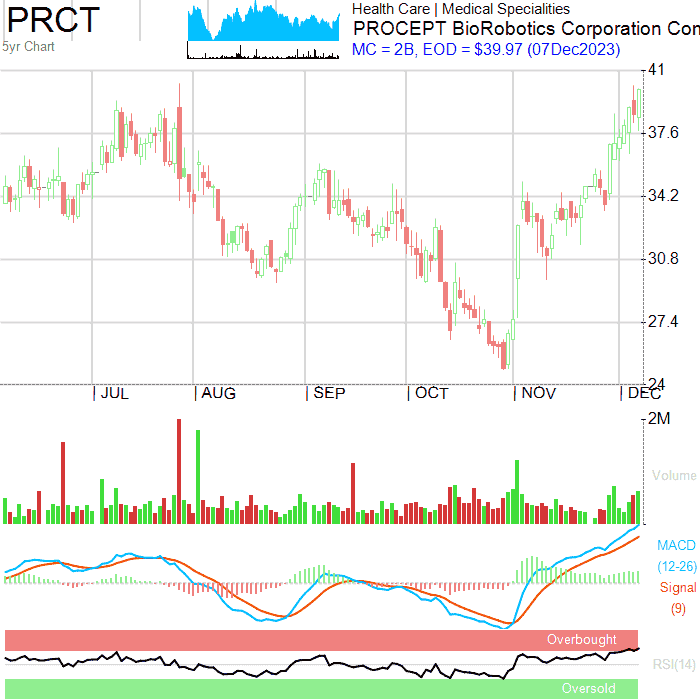 PRCT
5yr Chart
Health Care | Medical Specialities
PROCEPT BioRobotics Corporation Con
MC = 2B, EOD = $39.97 (07Dec2023)
41
37.6
34.2
30.8
27.4
24
JUL AUG SEP OCT NOV DEC
2M
Volume
MACD
(12-26)
Signal
(9)
Overbought
RSI(14)
Oversold